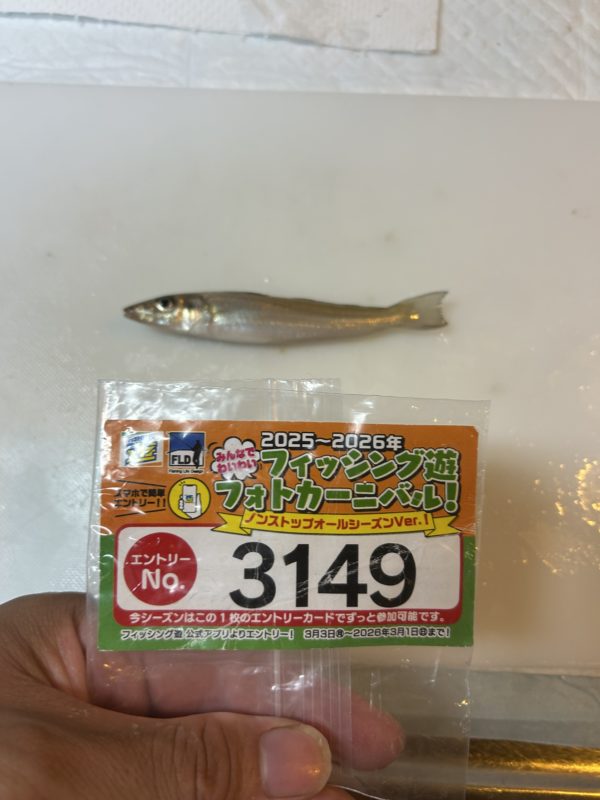 2025～2026年
FLD
Fishing Life Design
みんなで
わいわい
フィッシング遊
フォトカーニバル!
スマホで簡単
エントリー!!
ノンストップオールシーズンVer.!
エントリー
No.
3149
今シーズンはこの1枚のエントリーカードでずっと参加可能です。
フィッシング遊 公式アプリよりエントリー! 3月3日㊊～2026年3月1日㊐まで!